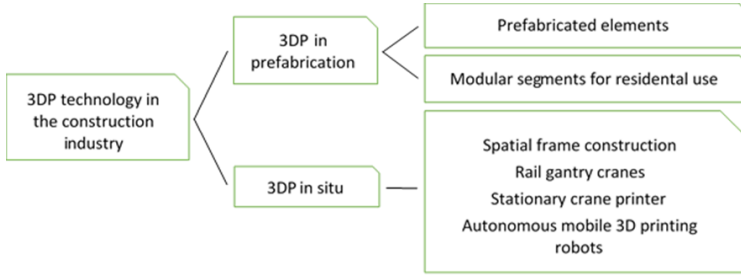 3DP technology in
the construction
industry
3DP in
prefabrication
Prefabricated elements
Modular segments for residental use
3DP in situ
Spatial frame construction
Rail gantry cranes
Stationary crane printer
Autonomous mobile 3D printing
robots